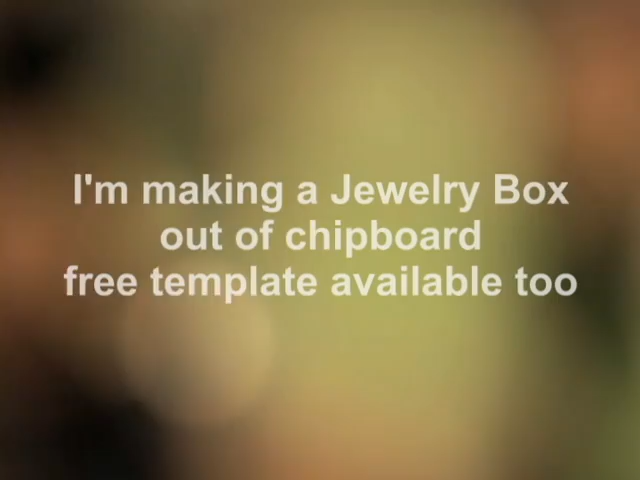 I'm making a Jewelry Box
out of chipboard
free template available too